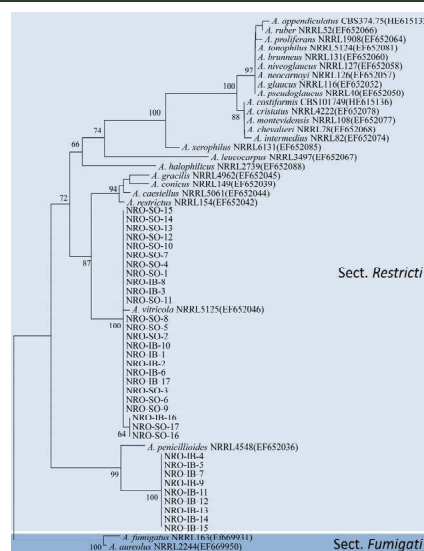 A. appendiculatus CBS374.75(HE615132
A. ruber NRRL52(EF652066)
A. proliferans NRRL1908(EF652064)
A. tonophilus NRRL5124(EF652081)
A. brunneus NRRL131(EF652060)
A. niveoglaucus NRRL127(EF652058)
97
A. neocarnoyi NRRL126(EF652057)
A. glaucus NRRL116(EF652052)
A. pseudoglaucus NRRL40(EF652050)
100
A. costiformis CBS101749(HE615136)
A. cristatus NRRL4222(EF652078)
100
88
A. montevidensis NRRL108(EF652077)
A. chevalieri NRRL78(EF652068)
74
A. intermedius NRRL82(EF652074)
66
A. xerophilus NRRL6131(EF652085)
A. leucocarpus NRRL3497(EF652067)
A. halophilicus NRRL2739(EF652088)
A. gracilis NRRL4962(EF652045)
A. conicus NRRL149(EF652039)
94
A. caesiellus NRRL5061(EF652044)
72
A. restrictus NRRL154(EF652042)
NRO-SO-15
NRO-SO-14
NRO-SO-13
NRO-SO-12
NRO-SO-10
87
NRO-SO-7
NRO-SO-4
NRO-SO-1
Sect. Restricti
NRO-IB-8
NRO-IB-3
NRO-SO-11
A. vitricola NRRL5125(EF652046)
NRO-SO-8
100
NRO-SO-5
NRO-SO-2
NRO-IB-10
NRO-IB-1
NRO-IB-2
NRO-IB-6
NRO-IB-17
NRO-SO-3
NRO-SO-6
NRO-SO-9
NRO-IB-16
64
NRO-SO-17
NRO-SO-16
A. penicillioides NRRL4548(EF652036)
NRO-IB-4
99
NRO-IB-5
NRO-IB-7
NRO-IB-9
100
NRO-IB-11
NRO-IB-12
NRO-IB-13
NRO-IB-14
NRO-IB-15
A. fumigatus NRRL163(EF669931)
100
A. aureolus NRRL2244(EF669950)
Sect. Fumigati